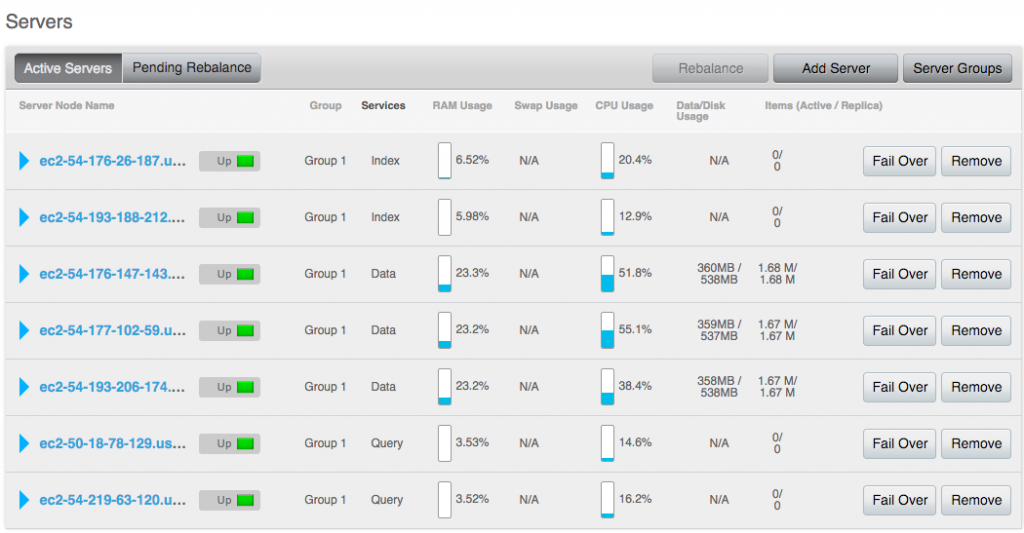 Servers
Active Servers Pending Rebalance Rebalance Add Server Server Groups
Server Node Name Group Services RAM Usage Swap Usage CPU Usage Data/Disk Usage Items (Active / Replica)
ec2-54-176-26-187.u... Up Group 1 Index 6.52% N/A 20.4% N/A 0/ 0 Fail Over Remove
ec2-54-193-188-212.... Up Group 1 Index 5.98% N/A 12.9% N/A 0/ 0 Fail Over Remove
ec2-54-176-147-143.... Up Group 1 Data 23.3% N/A 51.8% 360MB / 538MB 1.68 M/ 1.68 M Fail Over Remove
ec2-54-177-102-59.u... Up Group 1 Data 23.2% N/A 55.1% 359MB / 537MB 1.67 M/ 1.67 M Fail Over Remove
ec2-54-193-206-174.... Up Group 1 Data 23.2% N/A 38.4% 358MB / 538MB 1.67 M/ 1.67 M Fail Over Remove
ec2-50-18-78-129.us... Up Group 1 Query 3.53% N/A 14.6% N/A 0/ 0 Fail Over Remove
ec2-54-219-63-120.u... Up Group 1 Query 3.52% N/A 16.2% N/A 0/ 0 Fail Over Remove